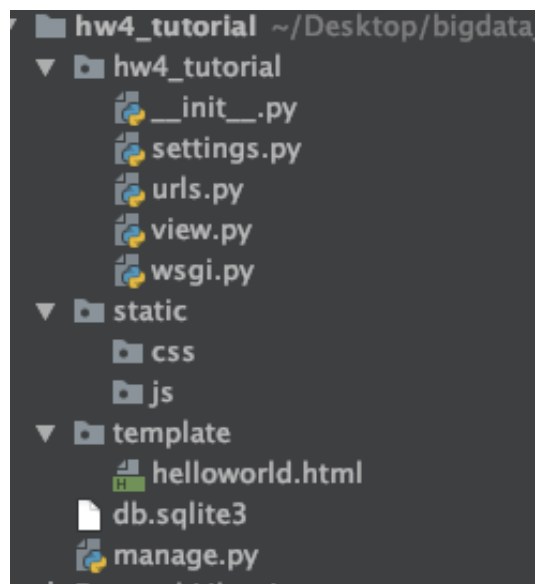 hw4_tutorial ~/Desktop/bigdata_
hw4_tutorial
__init__.py
settings.py
urls.py
view.py
wsgi.py
static
css
js
template
H helloworld.html
db.sqlite3
manage.py